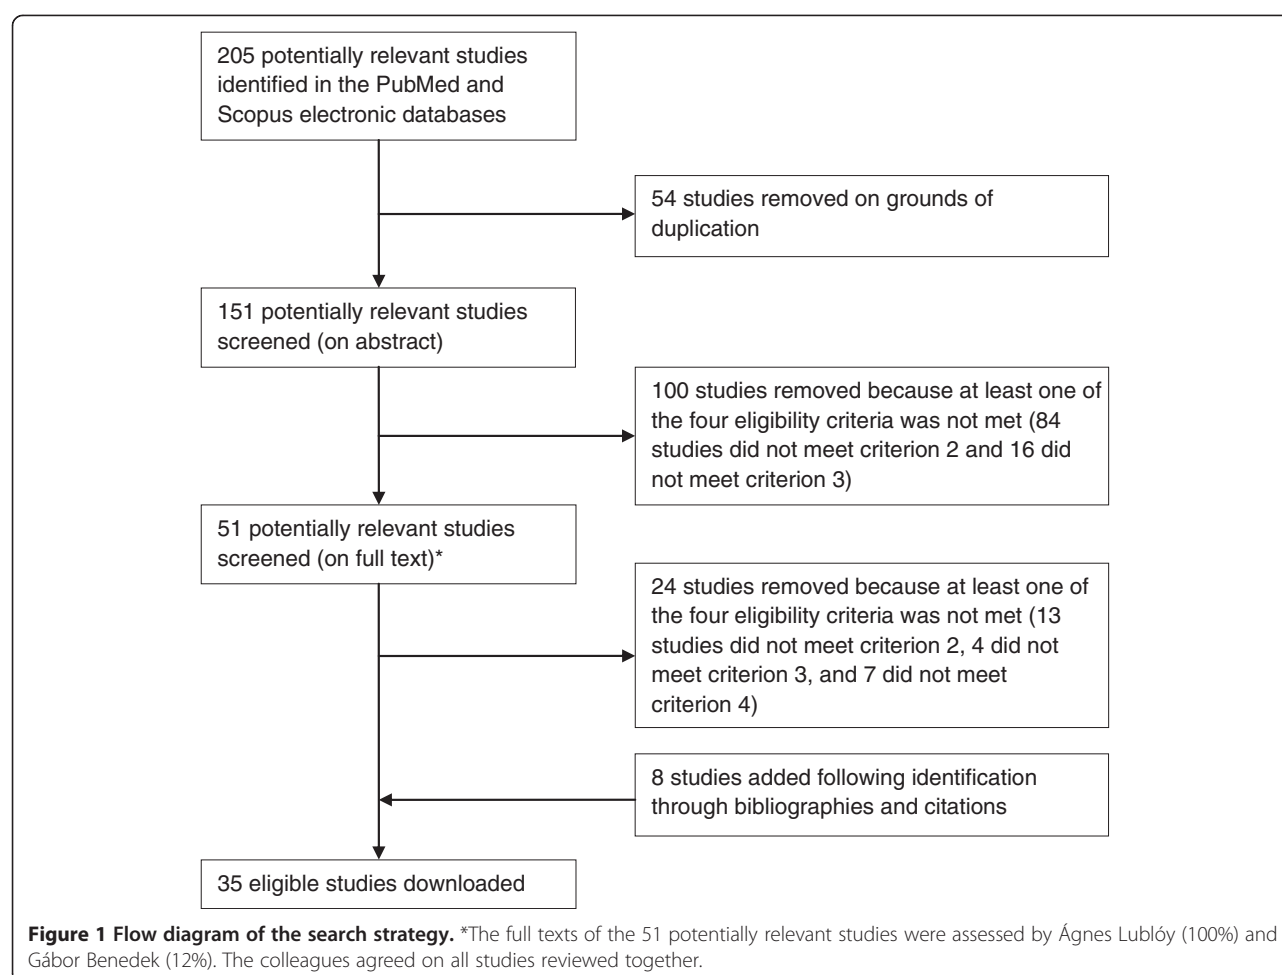 205 potentially relevant studies
identified in the PubMed and
Scopus electronic databases
54 studies removed on grounds of
duplication
151 potentially relevant studies
screened (on abstract)
100 studies removed because at least one of
the four eligibility criteria was not met (84
studies did not meet criterion 2 and 16 did
not meet criterion 3)
51 potentially relevant studies
screened (on full text)*
24 studies removed because at least one of
the four eligibility criteria was not met (13
studies did not meet criterion 2, 4 did not
meet criterion 3, and 7 did not meet
criterion 4)
8 studies added following identification
through bibliographies and citations
35 eligible studies downloaded
Figure 1 Flow diagram of the search strategy. *The full texts of the 51 potentially relevant studies were assessed by Ágnes Lublóy (100%) and
Gábor Benedek (12%). The colleagues agreed on all studies reviewed together.